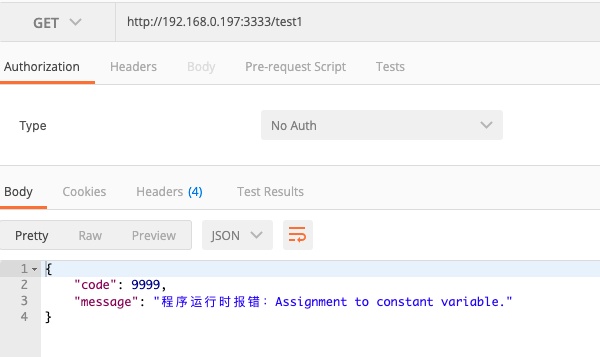 GET http://192.168.0.197:3333/test1
Authorization Headers Body Pre-request Script Tests
Type No Auth
Body Cookies Headers (4) Test Results
Pretty Raw Preview JSON
1 {
2 "code": 9999,
3 "message": "程序运行时报错：Assignment to constant variable."
4 }